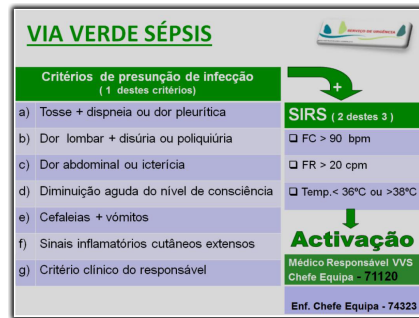 VIA VERDE SÉPSIS
SERVIÇO DE URGÊNCIA
Critérios de presunção de infecção
( 1 destes critérios)
a) Tosse + dispneia ou dor pleurítica
b) Dor lombar + disúria ou poliquiúria
c) Dor abdominal ou icterícia
d) Diminuição aguda do nível de consciência
e) Cefaleias + vómitos
f) Sinais inflamatórios cutâneos extensos
g) Critério clínico do responsável
+
SIRS ( 2 destes 3 )
FC > 90 bpm
FR > 20 cpm
Temp.< 36ºC ou >38ºC
Activação
Médico Responsável VVS
Chefe Equipa - 71120
Enf. Chefe Equipa - 74323